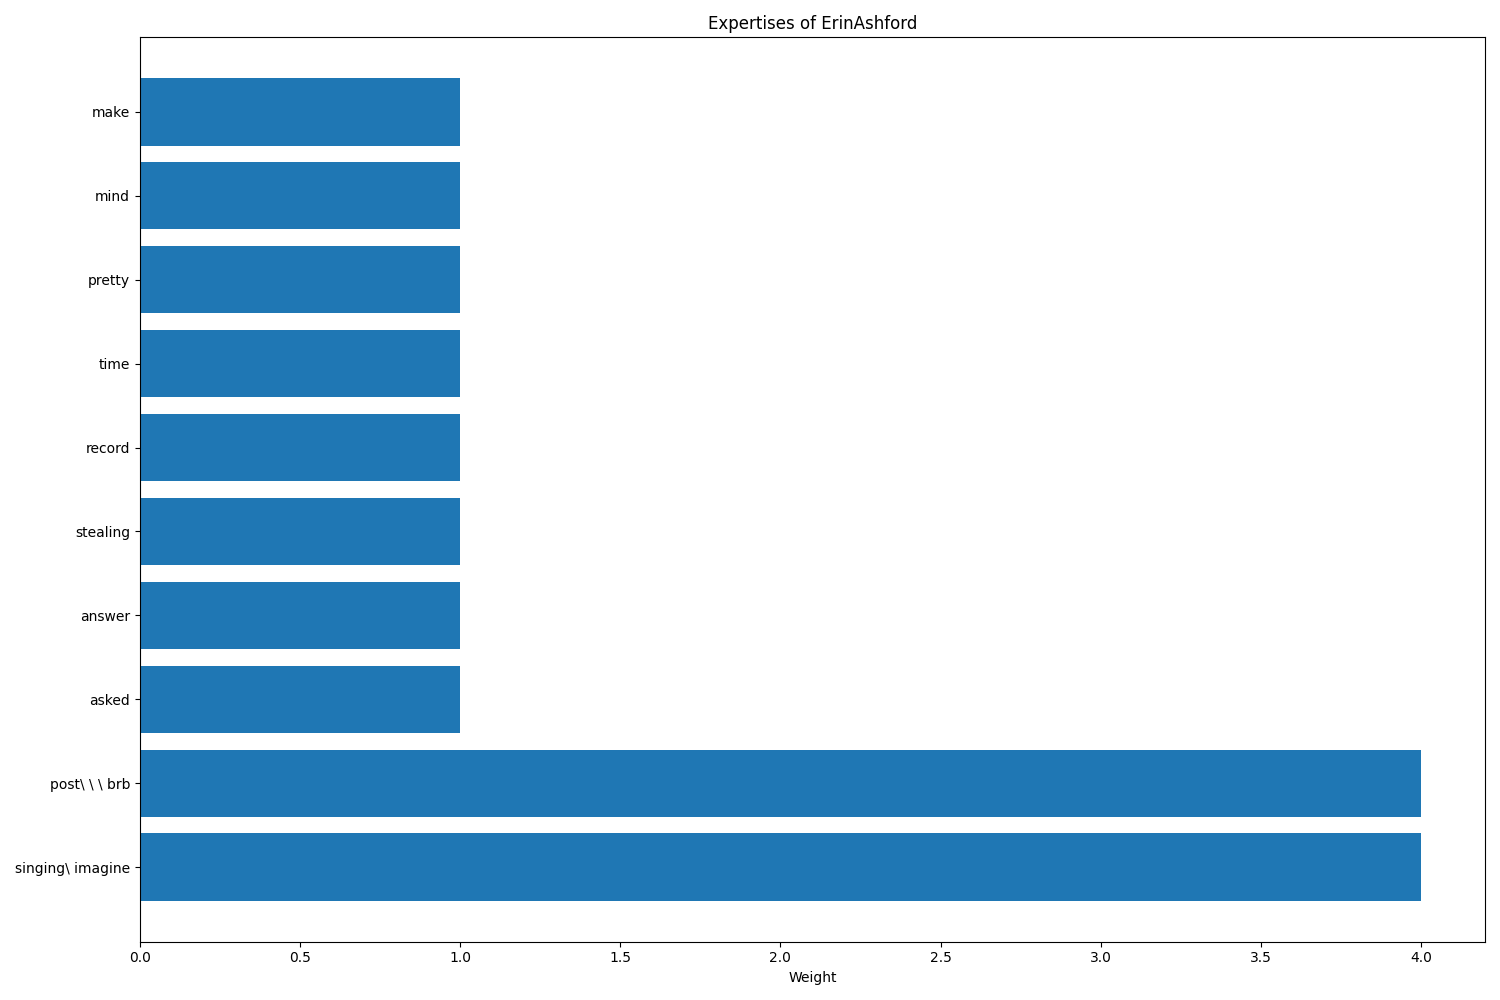 Expertises of ErinAshford
make
mind
pretty
time
record
stealing
answer
asked
post\ \ \ brb
singing\ imagine
0.0 0.5 1.0 1.5 2.0 2.5 3.0 3.5 4.0
Weight